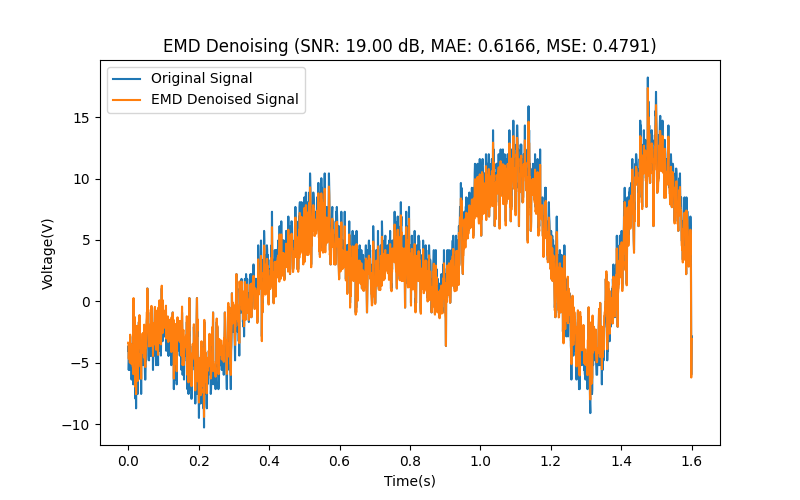 EMD Denoising (SNR: 19.00 dB, MAE: 0.6166, MSE: 0.4791)
Original Signal
EMD Denoised Signal
Voltage(V)
15
10
5
0
−5
−10
0.0 0.2 0.4 0.6 0.8 1.0 1.2 1.4 1.6
Time(s)